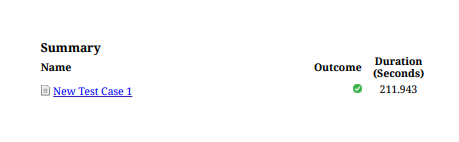 Summary
Name Outcome Duration (Seconds)
New Test Case 1 211.943